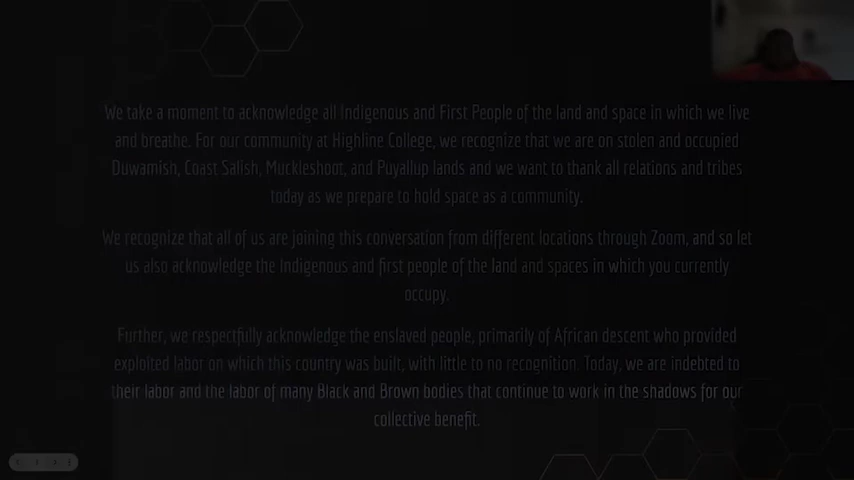 We take a moment to acknowledge all Indigenous and First People of the land and space in which we live
and breathe. For our community at Highline College, we recognize that we are on stolen and occupied
Duwamish, Coast Salish, Muckleshoot, and Puyallup lands and we want to thank all relations and tribes
today as we prepare to hold space as a community.
We recognize that all of us are joining this conversation from different locations through Zoom, and so let
us also acknowledge the Indigenous and first people of the land and spaces in which you currently
occupy.
Further, we respectfully acknowledge the enslaved people, primarily of African descent who provided
exploited labor on which this country was built, with little to no recognition. Today, we are indebted to
their labor and the labor of many Black and Brown bodies that continue to work in the shadows for our
collective benefit.